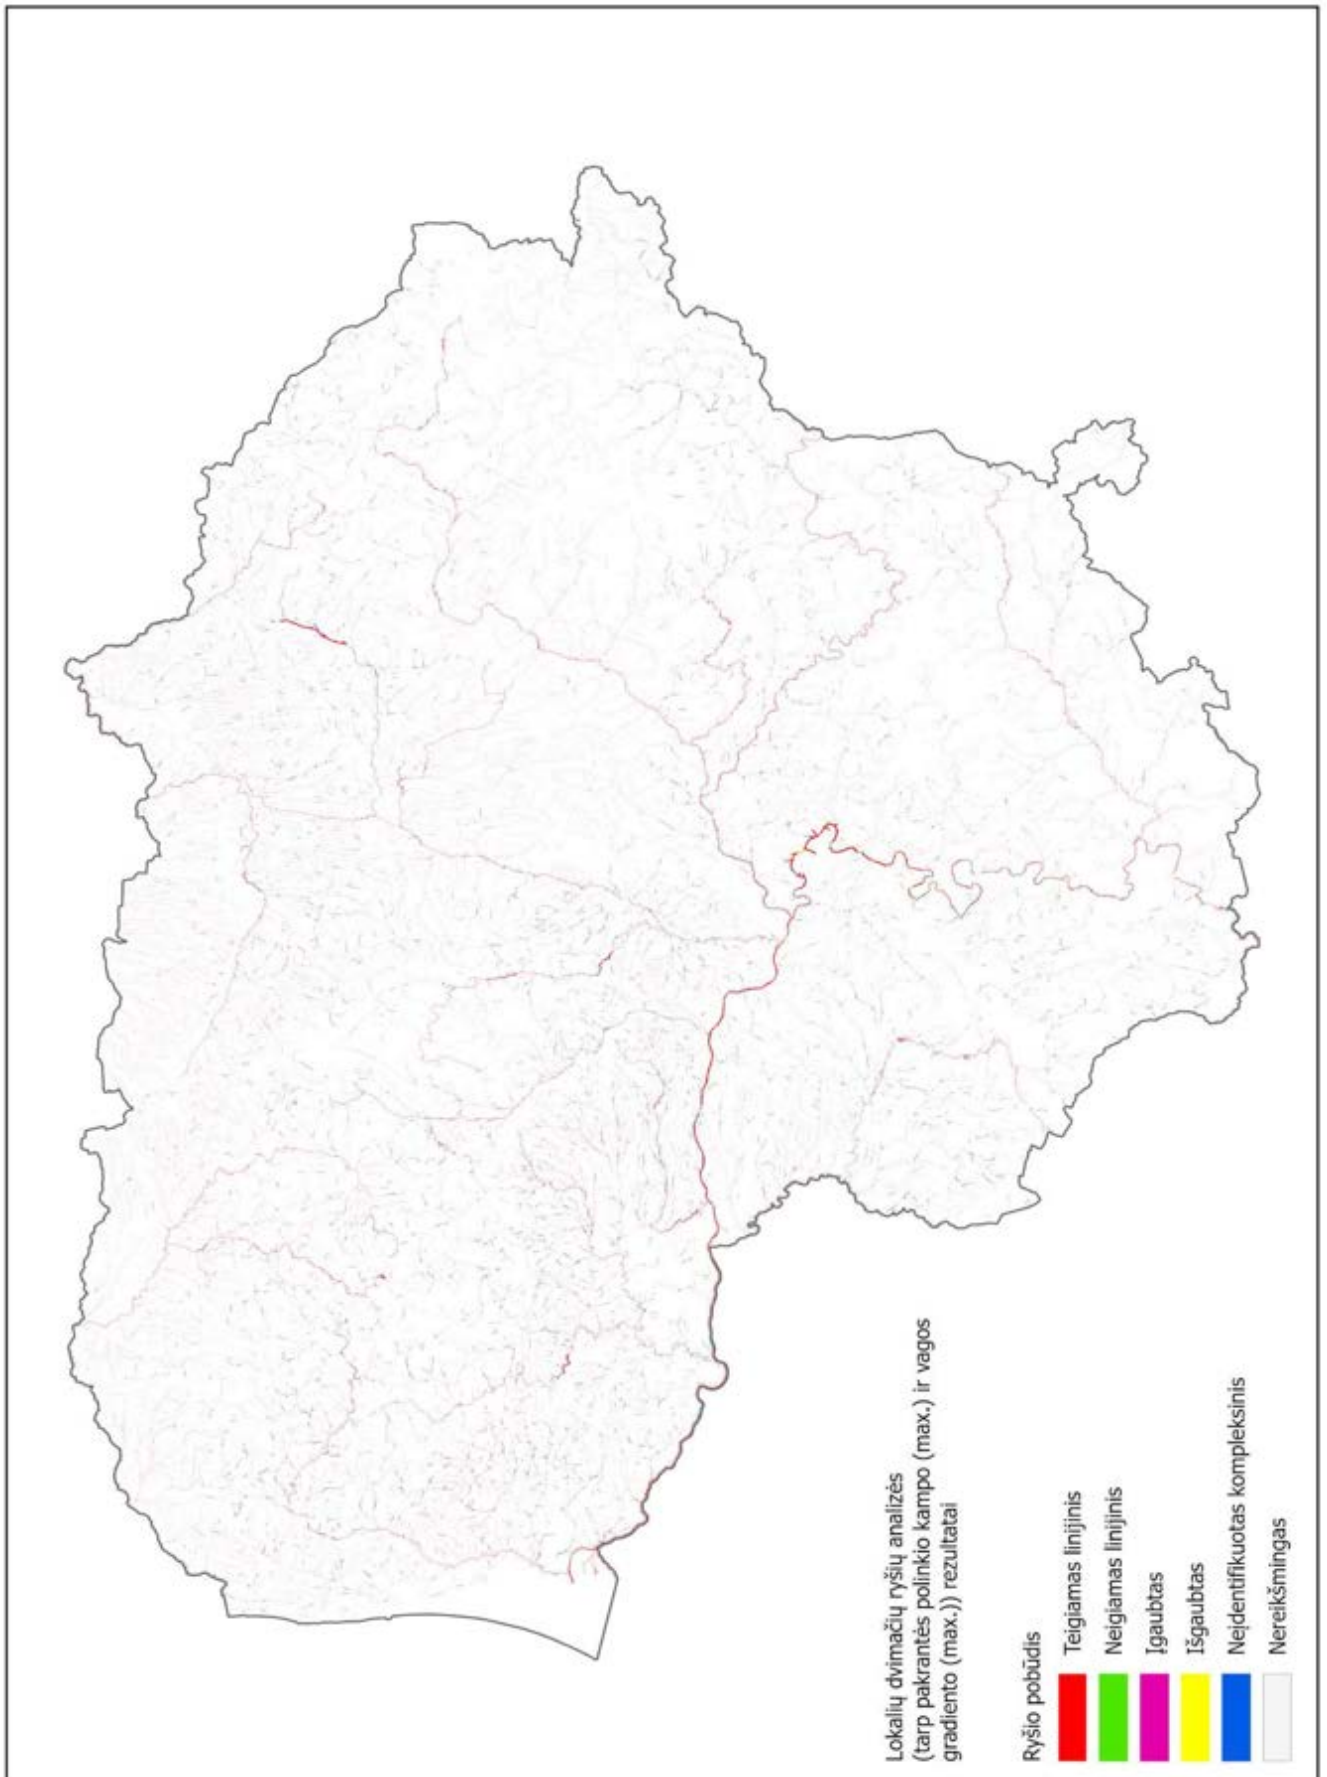 Lokalių dvimačių ryšių analizės
(tarp pakrantės polinkio kampo (max.) ir vagos
gradiento (max.)) rezultatai
Ryšio pobūdis
Teigiamas linijinis
Neigiamas linijinis
Įgaubtas
Išgaubtas
Neįdentifikuotas kompleksinis
Nereikšmingas